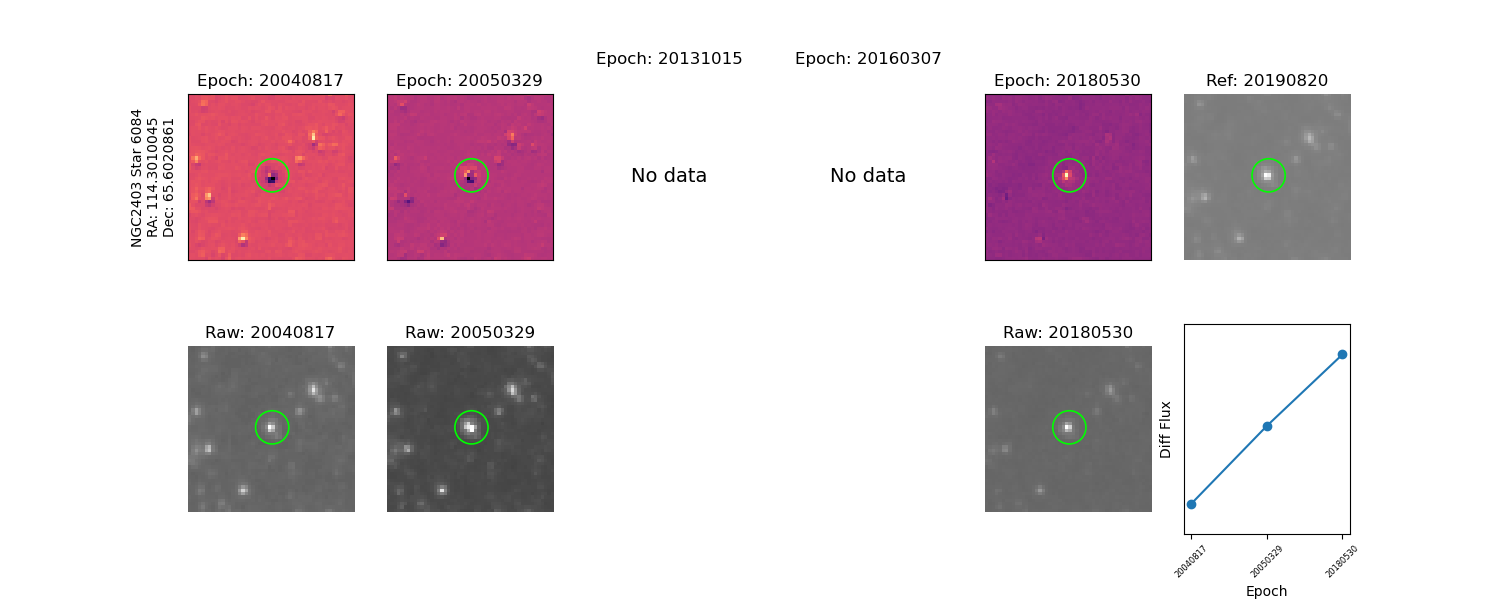 Epoch: 20131015
Epoch: 20160307
Epoch: 20040817
Epoch: 20050329
Epoch: 20180530
Ref: 20190820
NGC2403 Star 6084
RA: 114.3010045
Dec: 65.6020861
No data
No data
Raw: 20040817
Raw: 20050329
Raw: 20180530
Diff Flux
20040817
20050329
20180530
Epoch